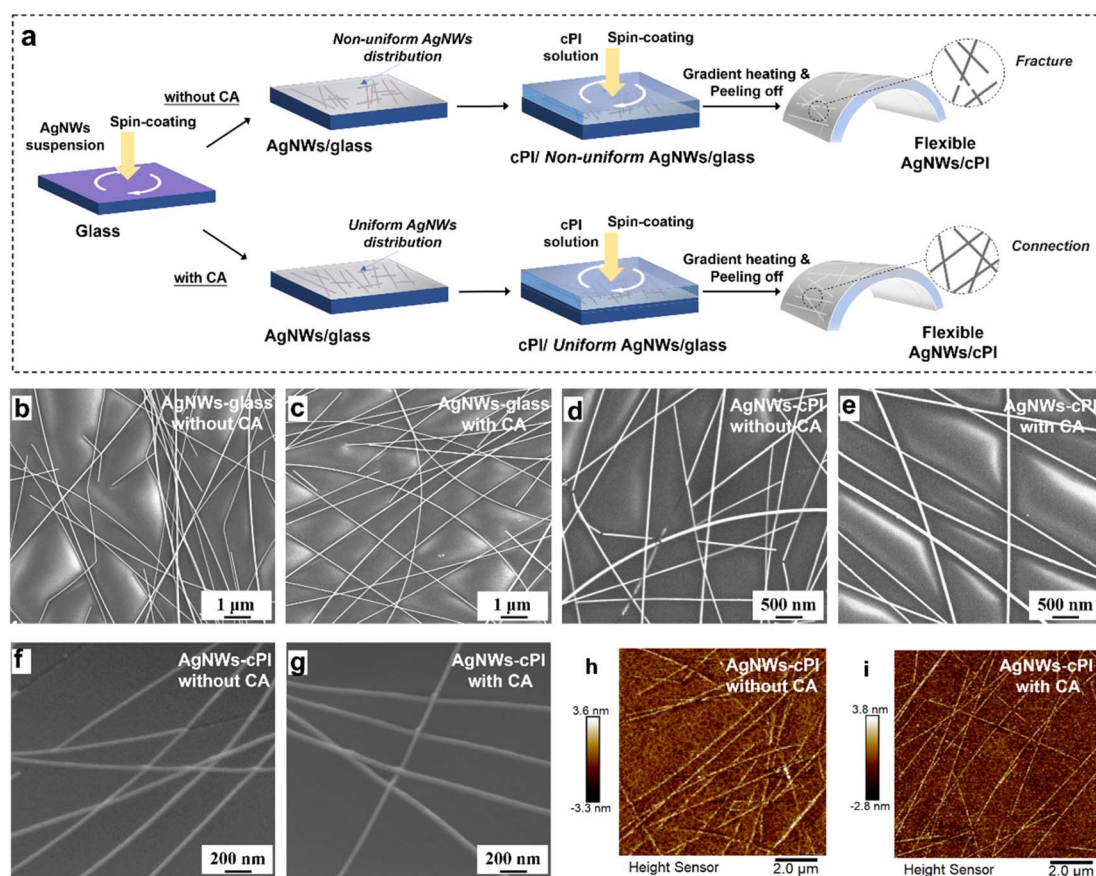 a
Non-uniform AgNWs
distribution
cPI
solution
Spin-coating
without CA
AgNWs
suspension
Spin-coating
Glass
AgNWs/glass
cPI/ Non-uniform AgNWs/glass
Gradient heating &
Peeling off
Fracture
Flexible
AgNWs/cPI
with CA
Uniform AgNWs
distribution
AgNWs/glass
cPI
solution
Spin-coating
cPI/ Uniform AgNWs/glass
Gradient heating &
Peeling off
Connection
Flexible
AgNWs/cPI
b
AgNWs-glass
without CA
1 μm
c
AgNWs-glass
with CA
1 μm
d
AgNWs-cPI
without CA
500 nm
e
AgNWs-cPI
with CA
500 nm
f
AgNWs-cPI
without CA
200 nm
g
AgNWs-cPI
with CA
200 nm
h
AgNWs-cPI
without CA
3.6 nm
-3.3 nm
Height Sensor
2.0 μm
i
AgNWs-cPI
with CA
3.8 nm
-2.8 nm
Height Sensor
2.0 μm